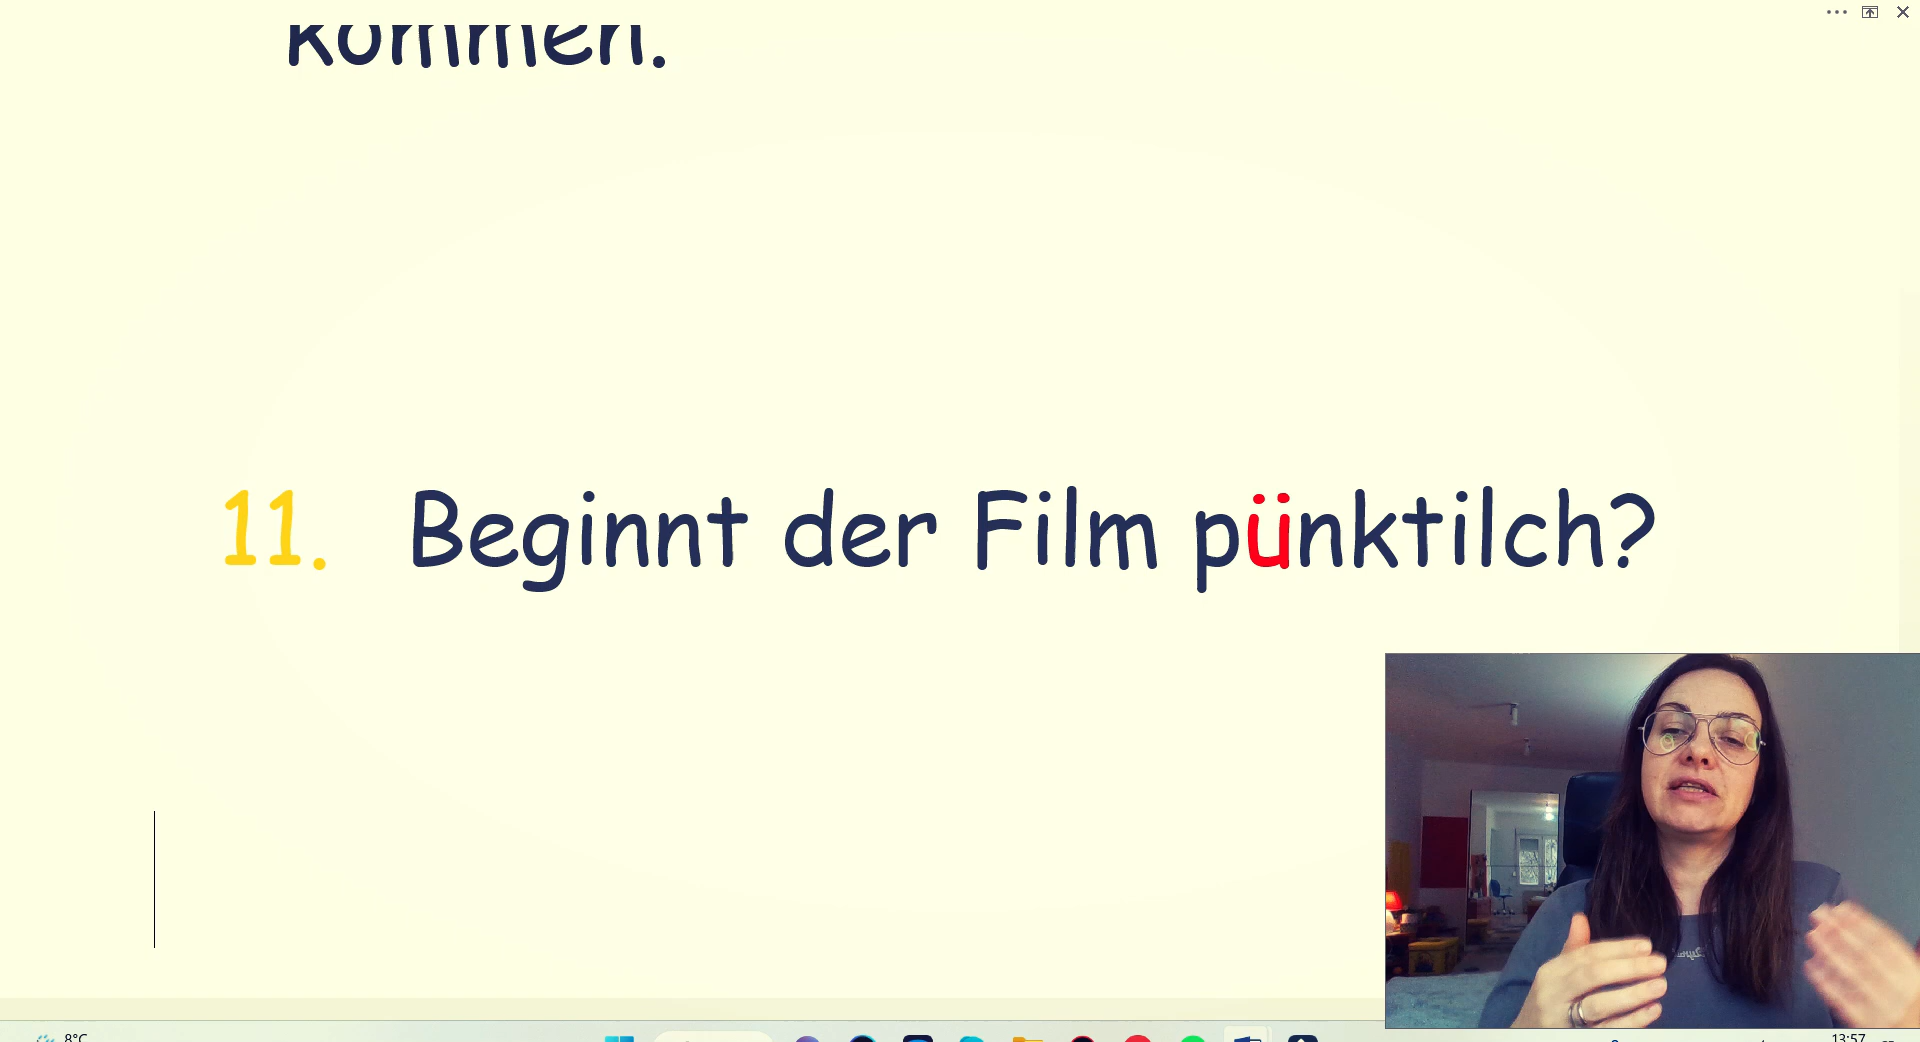 kommen.
11. Beginnt der Film pünktilch?
8°C
13:57